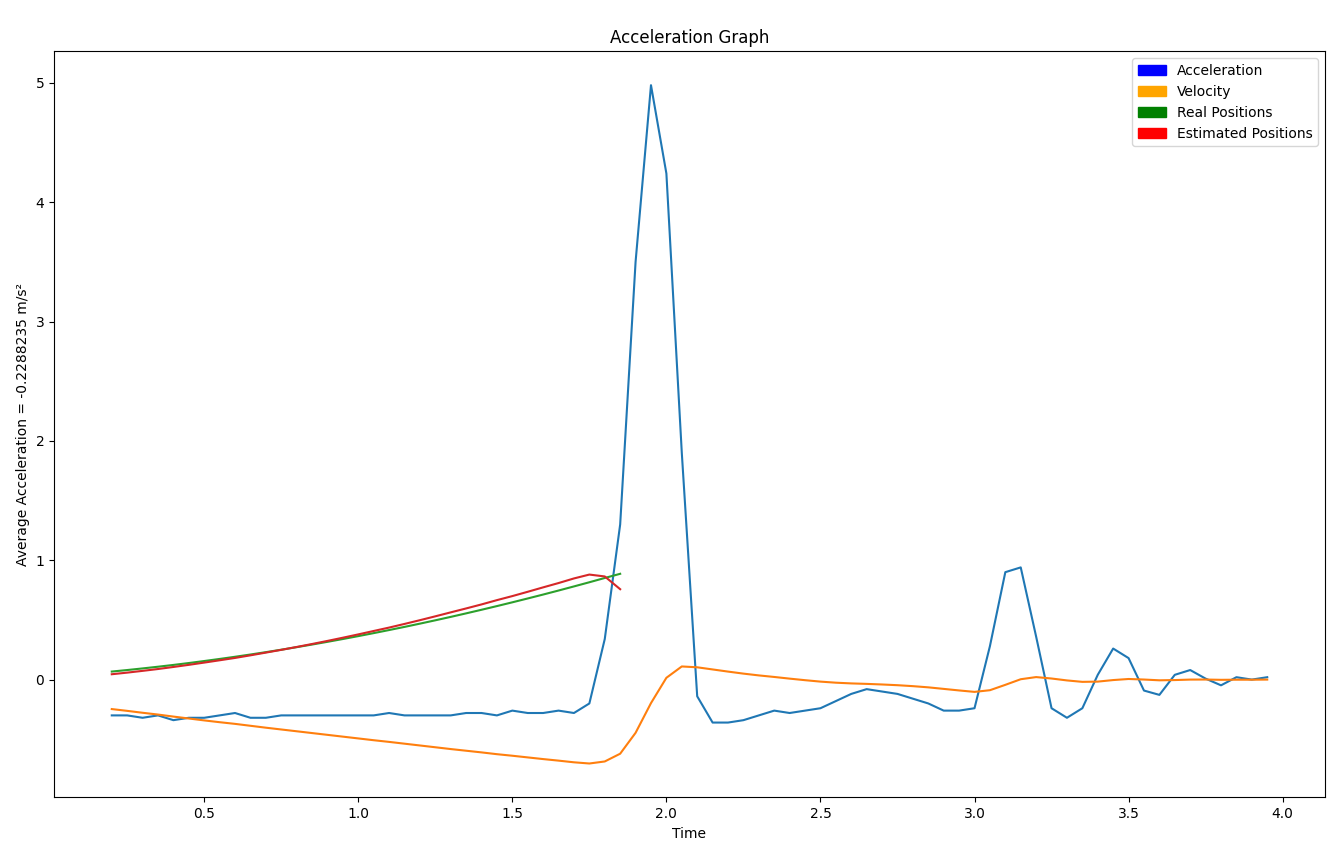 Acceleration Graph
Acceleration
Velocity
Real Positions
Estimated Positions
Average Acceleration = -0.2288235 m/s²
5
4
3
2
1
0
0.5 1.0 1.5 2.0 2.5 3.0 3.5 4.0
Time